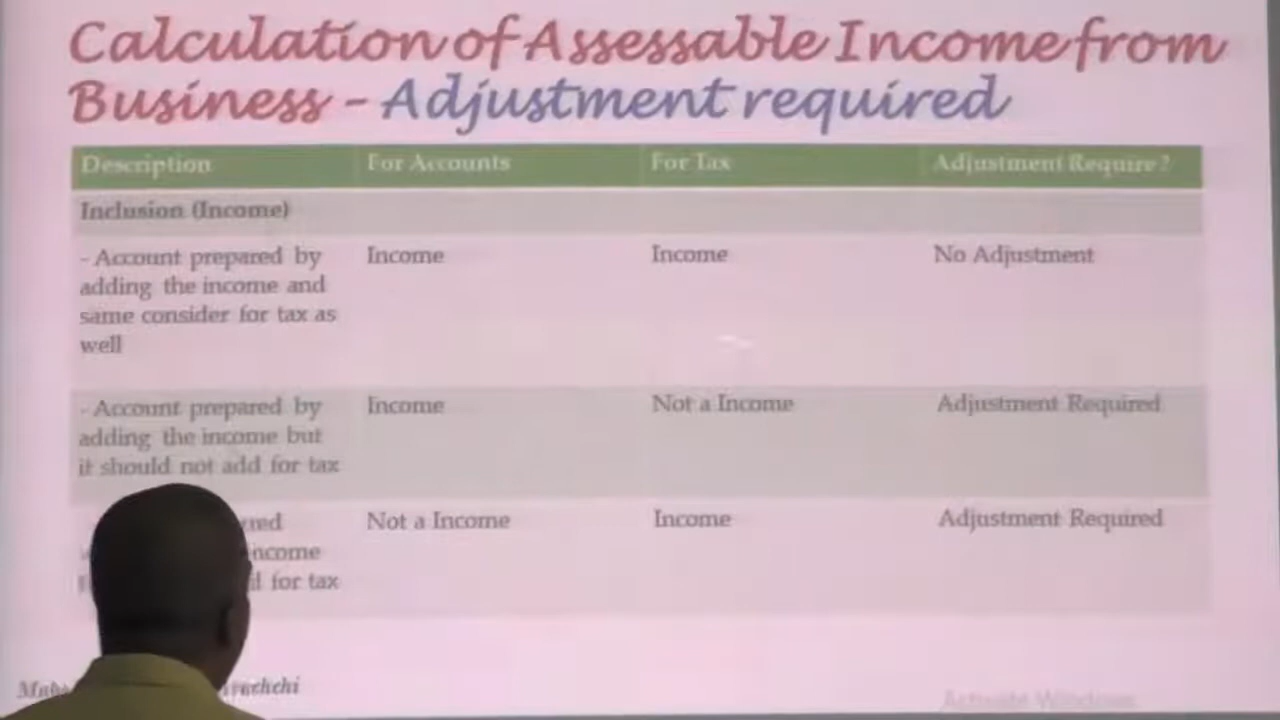 Calculation of Assessable Income from
Business - Adjustment required
Description For Accounts For Tax Adjustment Require?
Inclusion (Income)
- Account prepared by Income Income No Adjustment
adding the income and
same consider for tax as
well
- Account prepared by Income Not a Income Adjustment Required
adding the income but
it should not add for tax
Not a Income Income Adjustment Required
income
for tax
Activate Windows